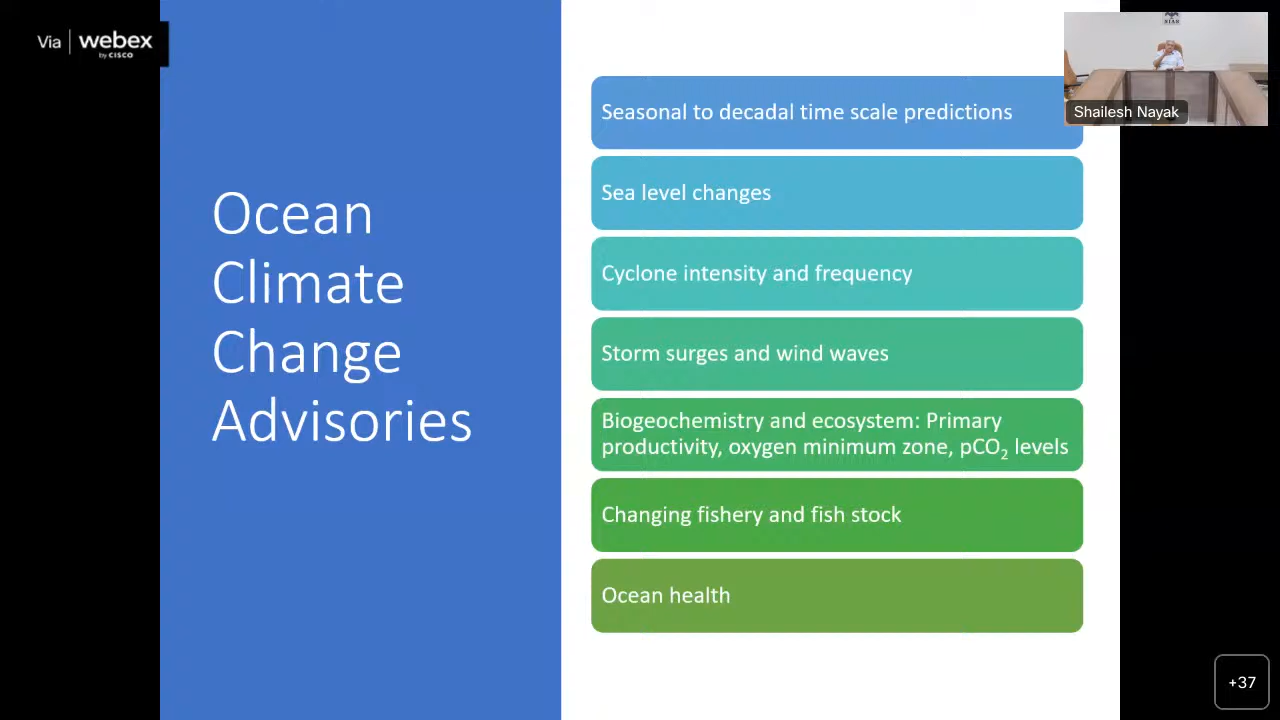 Via webex
by CISCO
NIAS
Shailesh Nayak
Ocean
Climate
Change
Advisories
Seasonal to decadal time scale predictions
Sea level changes
Cyclone intensity and frequency
Storm surges and wind waves
Biogeochemistry and ecosystem: Primary
productivity, oxygen minimum zone, pCO₂ levels
Changing fishery and fish stock
Ocean health
+37